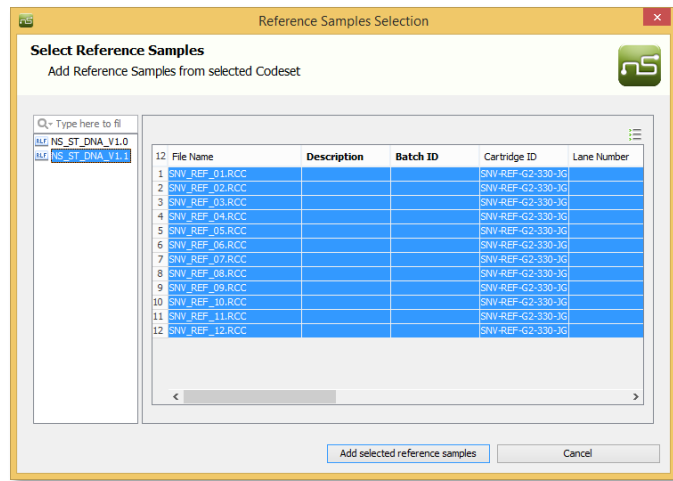 nS
Reference Samples Selection
Select Reference Samples
Add Reference Samples from selected Codeset
nS
Type here to fil
RLF NS_ST_DNA_V1.0
RLF NS_ST_DNA_V1.1
12 File Name Description Batch ID Cartridge ID Lane Number
1 SNV_REF_01.RCC SNV-REF-G2-330-JG
2 SNV_REF_02.RCC SNV-REF-G2-330-JG
3 SNV_REF_03.RCC SNV-REF-G2-330-JG
4 SNV_REF_04.RCC SNV-REF-G2-330-JG
5 SNV_REF_05.RCC SNV-REF-G2-330-JG
6 SNV_REF_06.RCC SNV-REF-G2-330-JG
7 SNV_REF_07.RCC SNV-REF-G2-330-JG
8 SNV_REF_08.RCC SNV-REF-G2-330-JG
9 SNV_REF_09.RCC SNV-REF-G2-330-JG
10 SNV_REF_10.RCC SNV-REF-G2-330-JG
11 SNV_REF_11.RCC SNV-REF-G2-330-JG
12 SNV_REF_12.RCC SNV-REF-G2-330-JG
Add selected reference samples Cancel